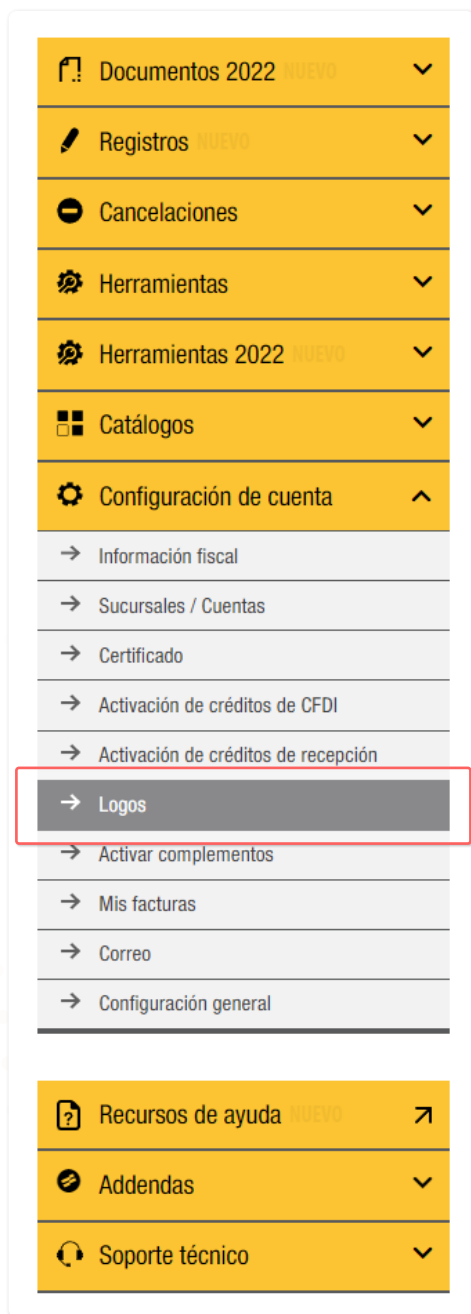 Documentos 2022 NUEVO
Registros NUEVO
Cancelaciones
Herramientas
Herramientas 2022 NUEVO
Catálogos
Configuración de cuenta
Información fiscal
Sucursales / Cuentas
Certificado
Activación de créditos de CFDI
Activación de créditos de recepción
Logos
Activar complementos
Mis facturas
Correo
Configuración general
Recursos de ayuda NUEVO
Addendas
Soporte técnico